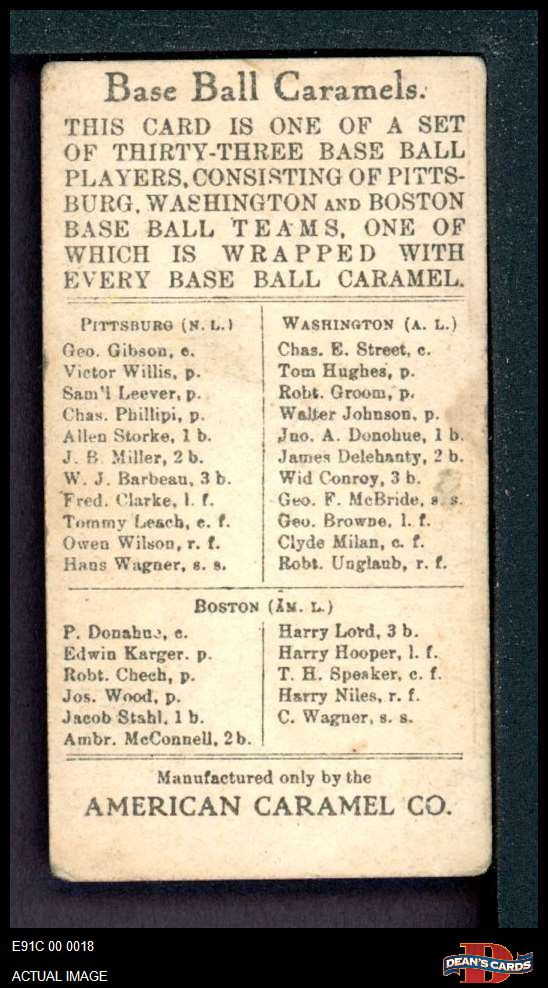 Base Ball Caramels.
THIS CARD IS ONE OF A SET
OF THIRTY-THREE BASE BALL
PLAYERS, CONSISTING OF PITTS-
BURG, WASHINGTON AND BOSTON
BASE BALL TEAMS, ONE OF
WHICH IS WRAPPED WITH
EVERY BASE BALL CARAMEL.
PITTSBURG (N. L.)
Geo. Gibson, c.
Victor Willis, p.
Sam'l Leever, p.
Chas. Phillipi, p.
Allen Storke, 1 b.
J. B. Miller, 2 b.
W. J. Barbeau, 3 b.
Fred. Clarke, l. f.
Tommy Leach, c. f.
Owen Wilson, r. f.
Hans Wagner, s. s.
WASHINGTON (A. L.)
Chas. E. Street, c.
Tom Hughes, p.
Robt. Groom, p.
Walter Johnson, p.
Jno. A. Donohue, 1 b.
James Delehanty, 2 b.
Wid Conroy, 3 b.
Geo. F. McBride, s. s.
Geo. Browne, l. f.
Clyde Milan, c. f.
Robt. Unglaub, r. f.
BOSTON (AM. L.)
P. Donahue, c.
Edwin Karger. p.
Robt. Chech, p.
Jos. Wood, p.
Jacob Stahl, 1 b.
Ambr. McConnell, 2 b.
Harry Lord, 3 b.
Harry Hooper, l. f.
T. H. Speaker, c. f.
Harry Niles, r. f.
C. Wagner, s. s.
Manufactured only by the
AMERICAN CARAMEL CO.
E91C 00 0018
ACTUAL IMAGE
DEAN'S CARDS